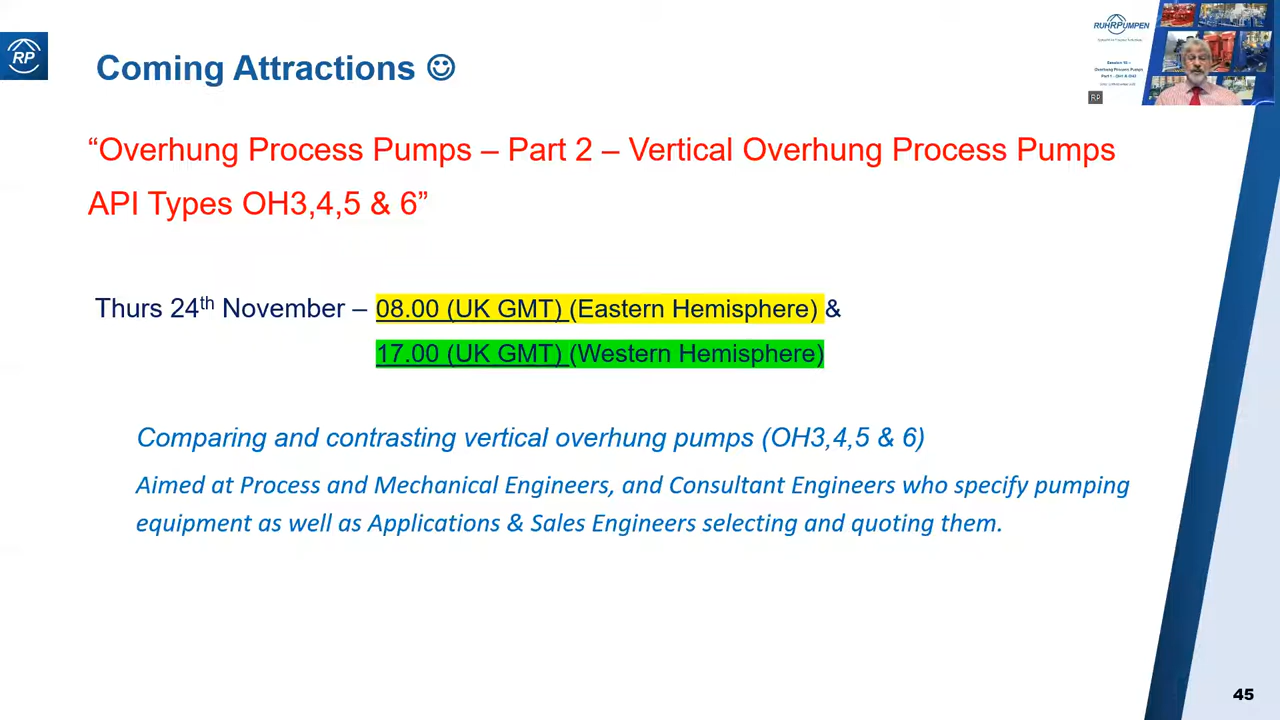 RP
Coming Attractions ☺
RUHRPUMPEN
“Overhung Process Pumps – Part 2 – Vertical Overhung Process Pumps
API Types OH3,4,5 & 6”
Thurs 24th November – 08.00 (UK GMT) (Eastern Hemisphere) &
17.00 (UK GMT) (Western Hemisphere)
Comparing and contrasting vertical overhung pumps (OH3,4,5 & 6)
Aimed at Process and Mechanical Engineers, and Consultant Engineers who specify pumping
equipment as well as Applications & Sales Engineers selecting and quoting them.
RP
45